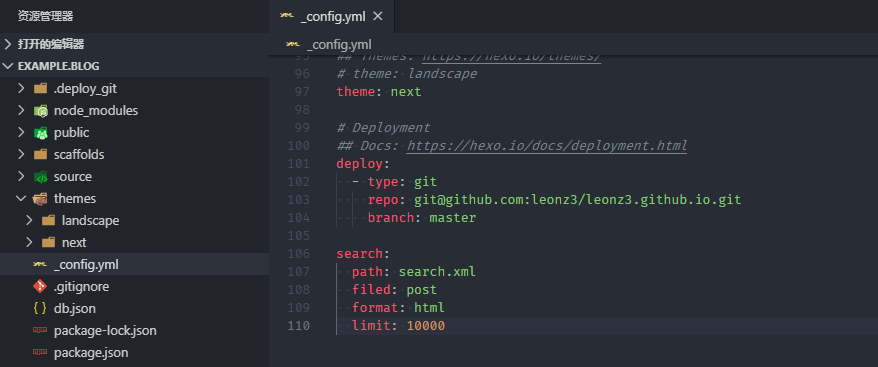 资源管理器
打开的编辑器
EXAMPLE.BLOG
.deploy_git
node_modules
public
scaffolds
source
themes
landscape
next
_config.yml
.gitignore
db.json
package-lock.json
package.json
_config.yml
_config.yml
95 ## Themes: https://hexo.io/themes/
96 # theme: landscape
97 theme: next
98
99 # Deployment
100 ## Docs: https://hexo.io/docs/deployment.html
101 deploy:
102 - type: git
103 repo: git@github.com:leonz3/leonz3.github.io.git
104 branch: master
105
106 search:
107 path: search.xml
108 filed: post
109 format: html
110 limit: 10000